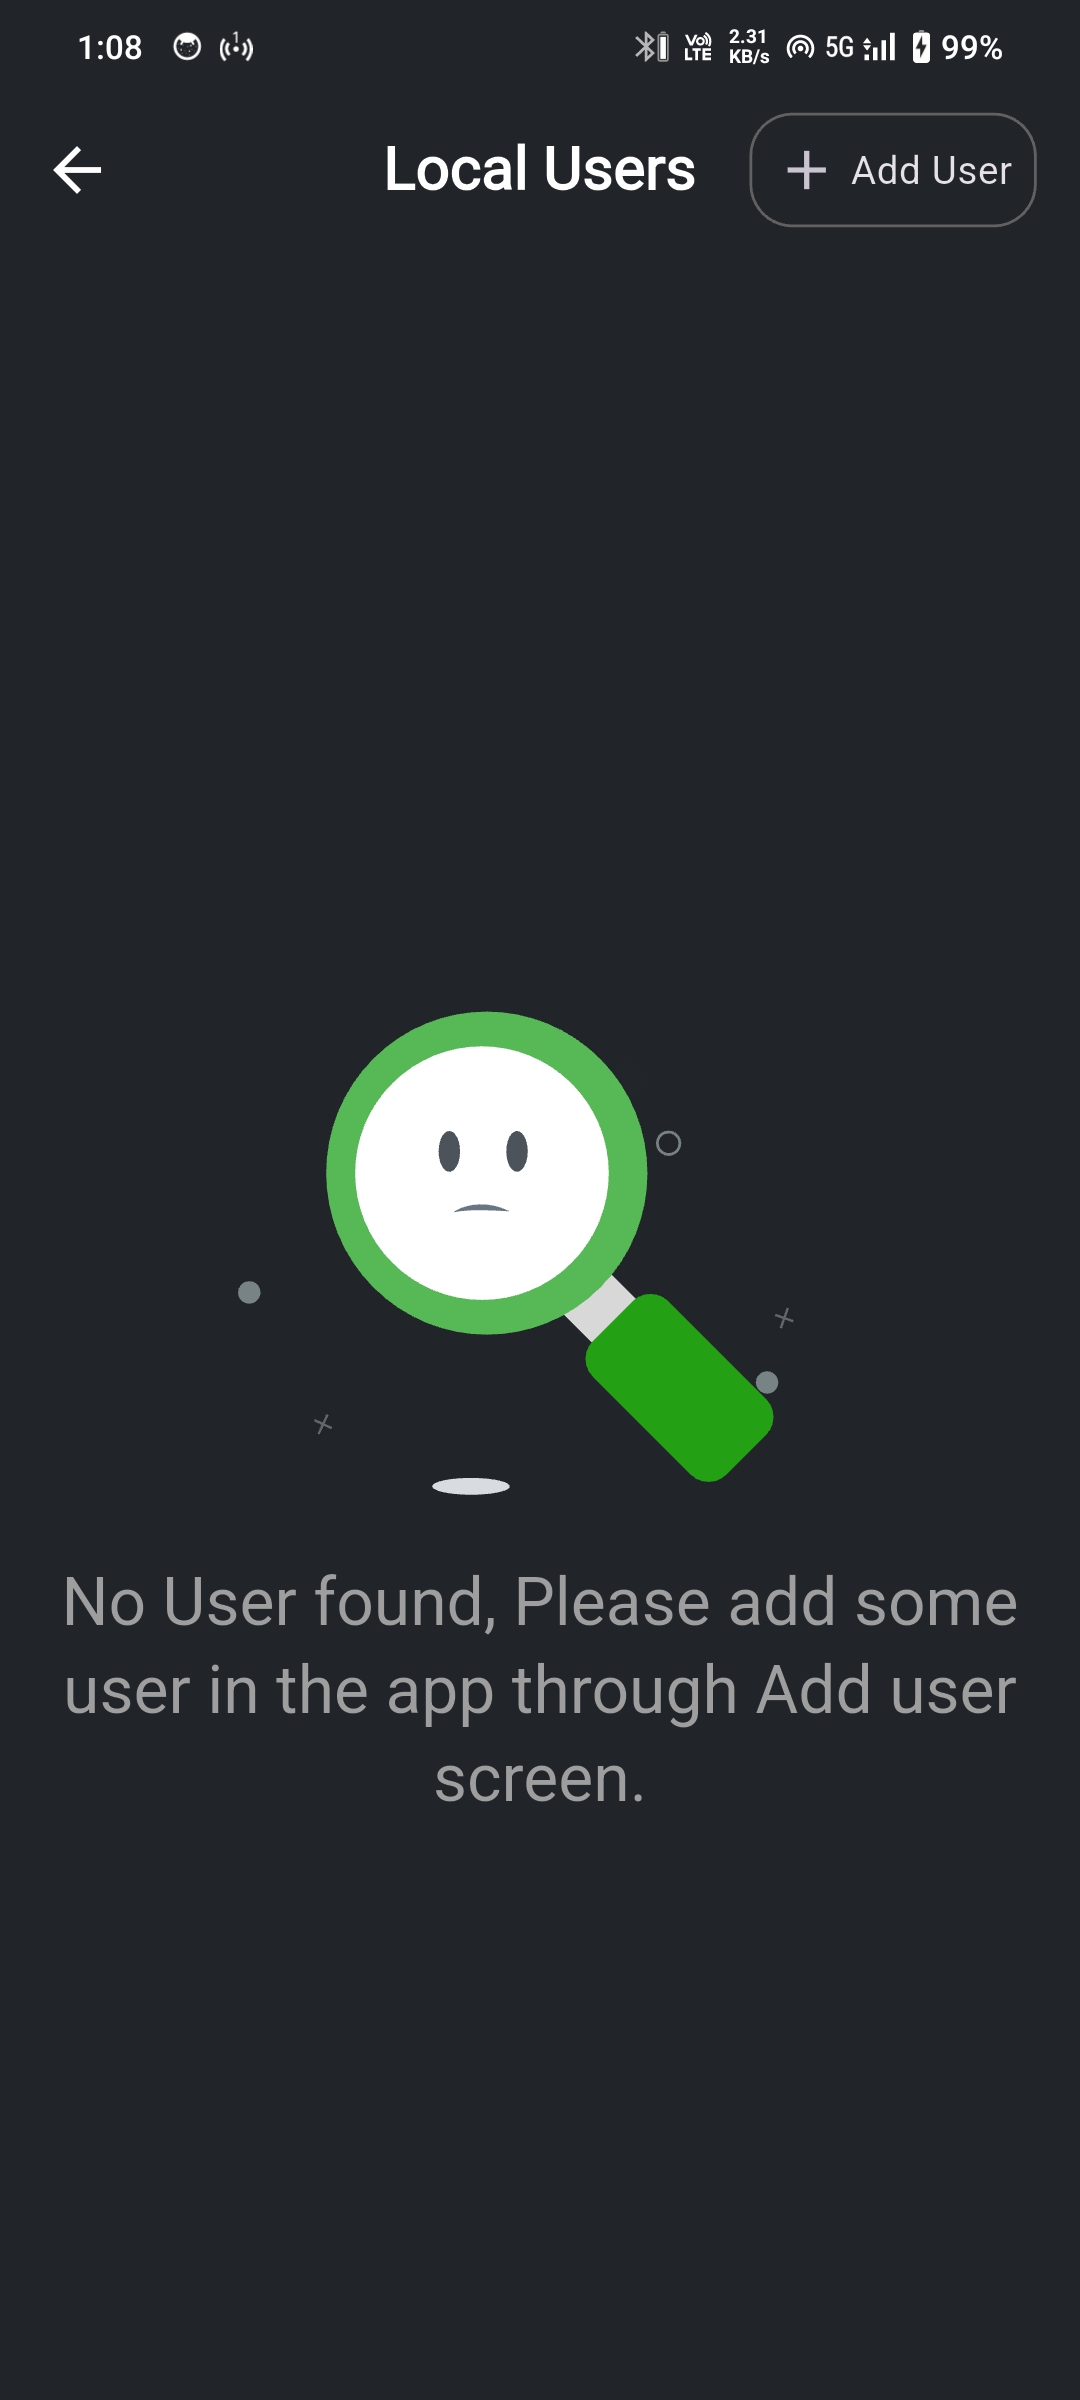 1:08
1
Vo))
LTE
2.31
KB/s
5G
99%
Local Users
Add User
No User found, Please add some
user in the app through Add user
screen.